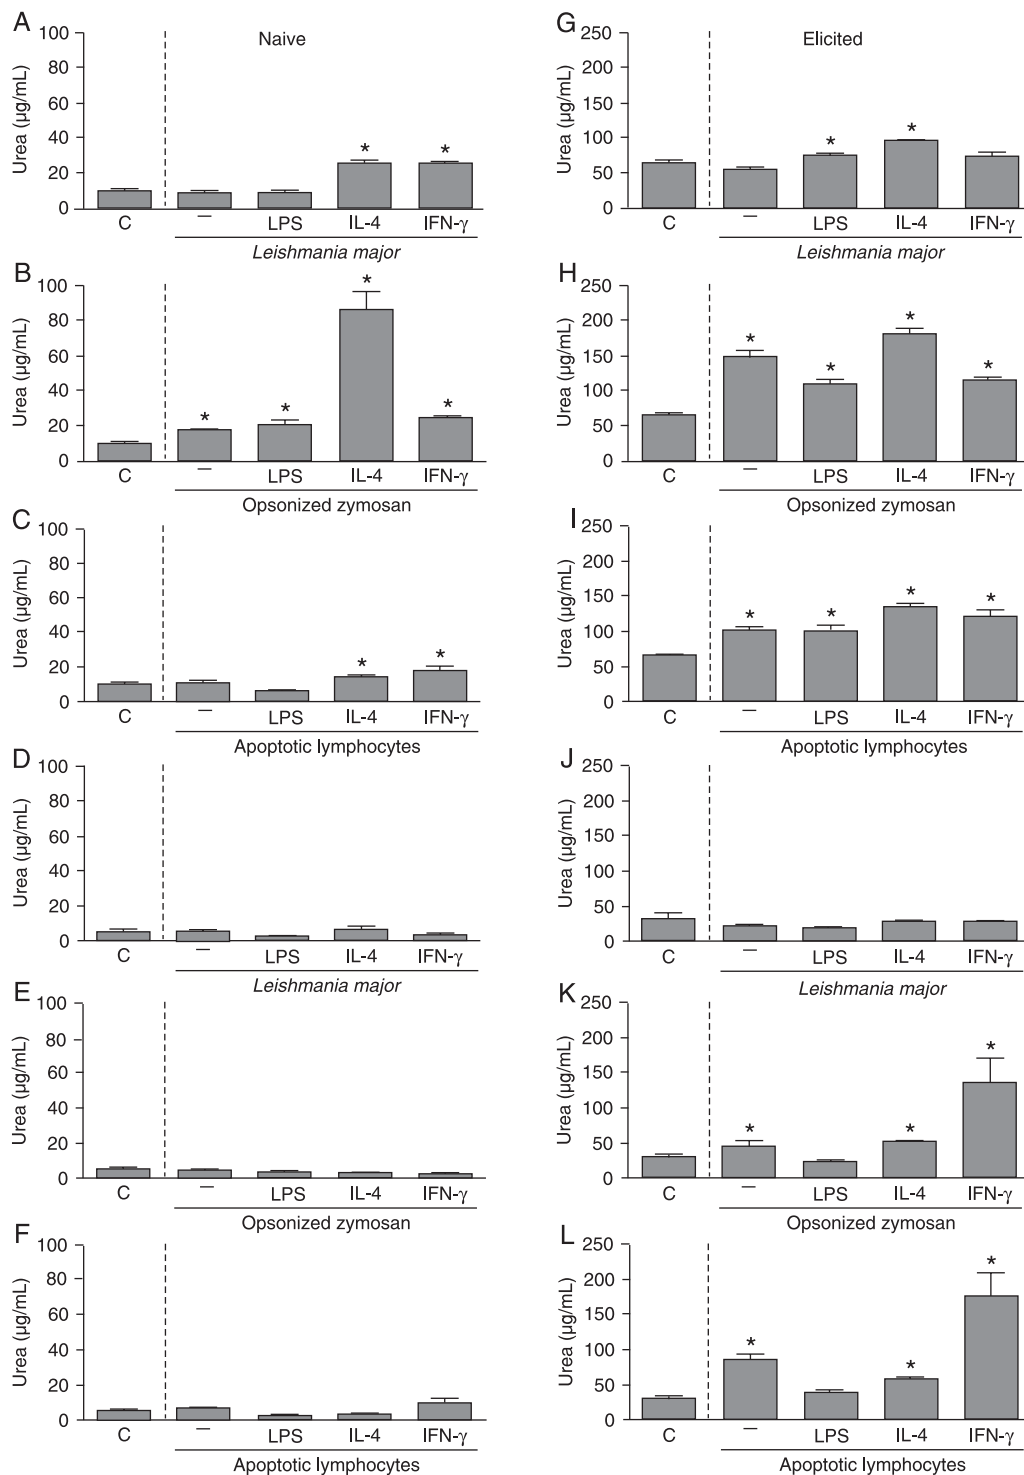 A
Naive
Urea (µg/mL)
100
80
60
40
20
0
* *
C — LPS IL-4 IFN-γ
Leishmania major
B
Urea (µg/mL)
100
80
60
40
20
0
* * * *
C — LPS IL-4 IFN-γ
Opsonized zymosan
C
Urea (µg/mL)
100
80
60
40
20
0
* *
C — LPS IL-4 IFN-γ
Apoptotic lymphocytes
D
Urea (µg/mL)
100
80
60
40
20
0
C — LPS IL-4 IFN-γ
Leishmania major
E
Urea (µg/mL)
100
80
60
40
20
0
C — LPS IL-4 IFN-γ
Opsonized zymosan
F
Urea (µg/mL)
100
80
60
40
20
0
C — LPS IL-4 IFN-γ
Apoptotic lymphocytes
G
Elicited
Urea (µg/mL)
250
200
150
100
50
0
* *
C — LPS IL-4 IFN-γ
Leishmania major
H
Urea (µg/mL)
250
200
150
100
50
0
* * * *
C — LPS IL-4 IFN-γ
Opsonized zymosan
I
Urea (µg/mL)
250
200
150
100
50
0
* * * *
C — LPS IL-4 IFN-γ
Apoptotic lymphocytes
J
Urea (µg/mL)
250
200
150
100
50
0
C — LPS IL-4 IFN-γ
Leishmania major
K
Urea (µg/mL)
250
200
150
100
50
0
* * *
C — LPS IL-4 IFN-γ
Opsonized zymosan
L
Urea (µg/mL)
250
200
150
100
50
0
* * *
C — LPS IL-4 IFN-γ
Apoptotic lymphocytes